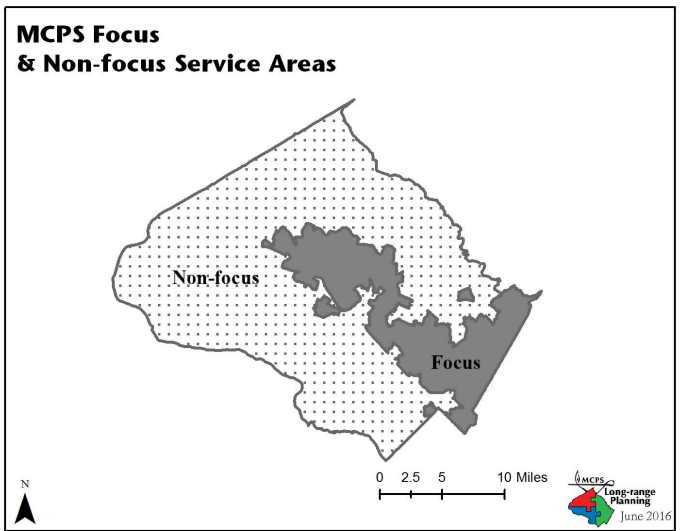 MCPS Focus
& Non-focus Service Areas
Non-focus
Focus
0 2.5 5 10 Miles
N
MCPS
Long-range
Planning
June 2016